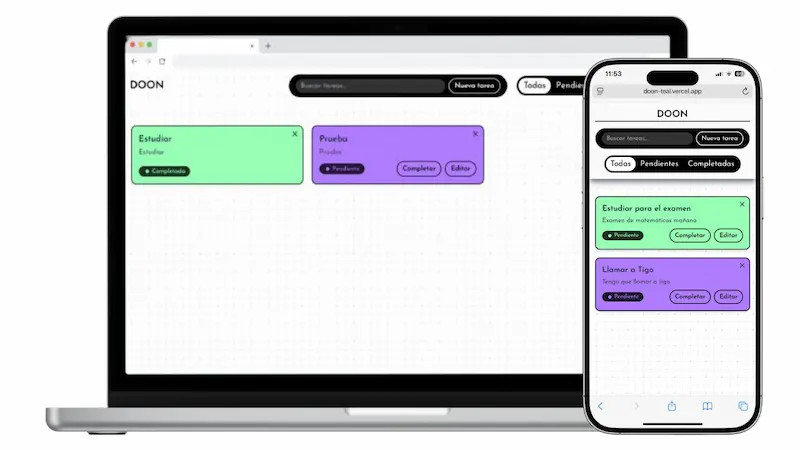 DOON
Buscar tareas...
Nueva tarea
Todas
Pendien
Estudiar
Estudiar
Completada
Prueba
Prueba
Pendiente
Completar
Editar
11:53
doon-teal.vercel.app
DOON
Buscar tareas...
Nueva tarea
Todas
Pendientes
Completadas
Estudiar para el examen
Examen de matemáticas mañana
Pendiente
Completar
Editar
Llamar a Tigo
Tengo que llamar a tigo
Pendiente
Completar
Editar